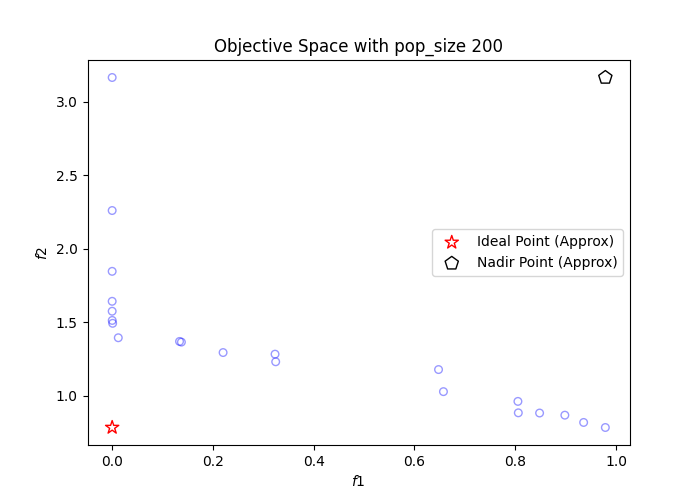 Objective Space with pop_size 200
f2
3.0
2.5
2.0
1.5
1.0
Ideal Point (Approx)
Nadir Point (Approx)
0.0 0.2 0.4 0.6 0.8 1.0
f1